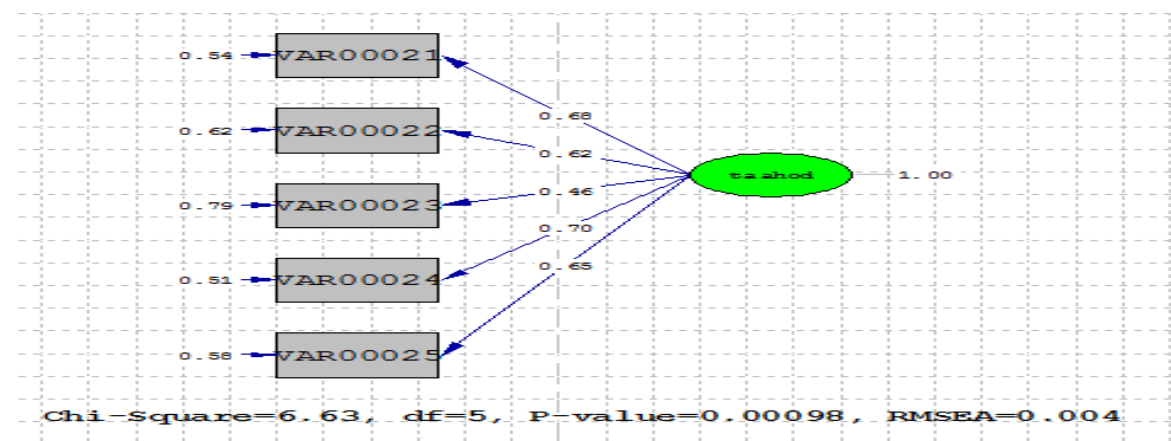 0.54 VAR00021
0.68
0.62 VAR00022
0.62
taahod 1.00
0.46
0.79 VAR00023
0.70
0.65
0.51 VAR00024
0.58 VAR00025
Chi-Square=6.63, df=5, P-value=0.00098, RMSEA=0.004